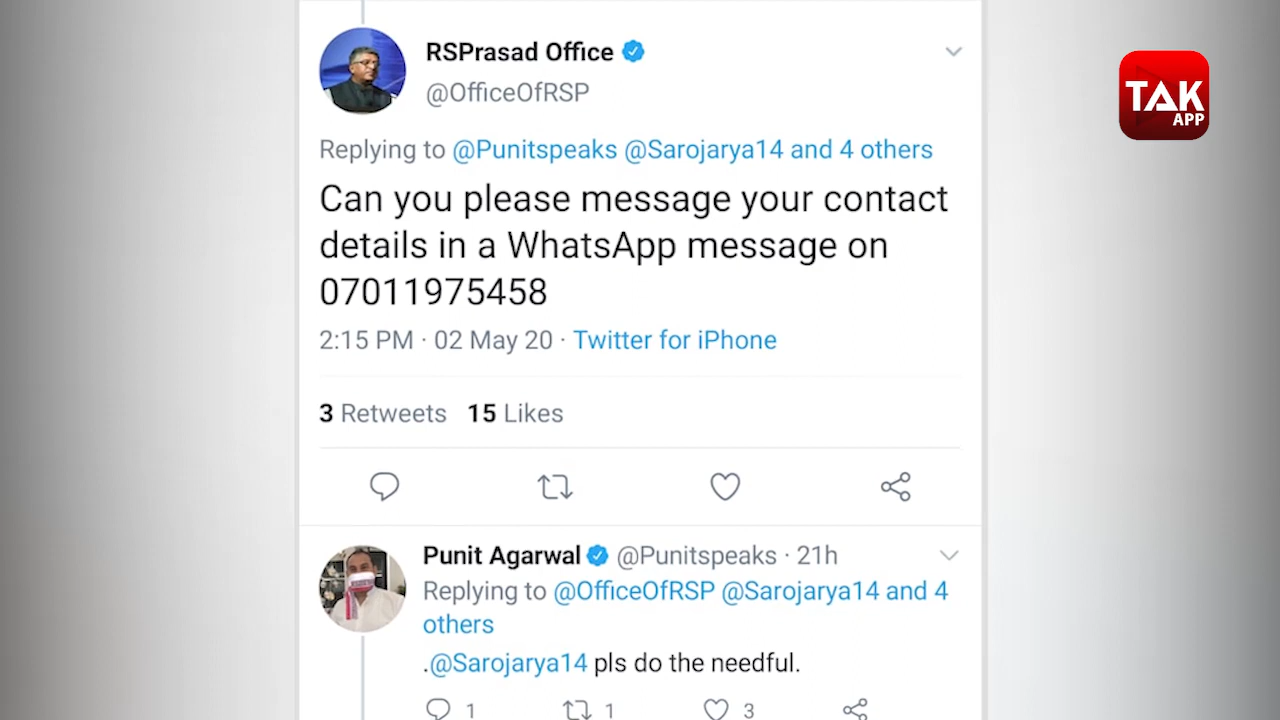 RSPrasad Office
@OfficeOfRSP
TAK
APP
Replying to @Punitspeaks @Sarojarya14 and 4 others
Can you please message your contact
details in a WhatsApp message on
07011975458
2:15 PM · 02 May 20 · Twitter for iPhone
3 Retweets 15 Likes
Punit Agarwal @Punitspeaks · 21h
Replying to @OfficeOfRSP @Sarojarya14 and 4
others
.@Sarojarya14 pls do the needful.
1 1 3